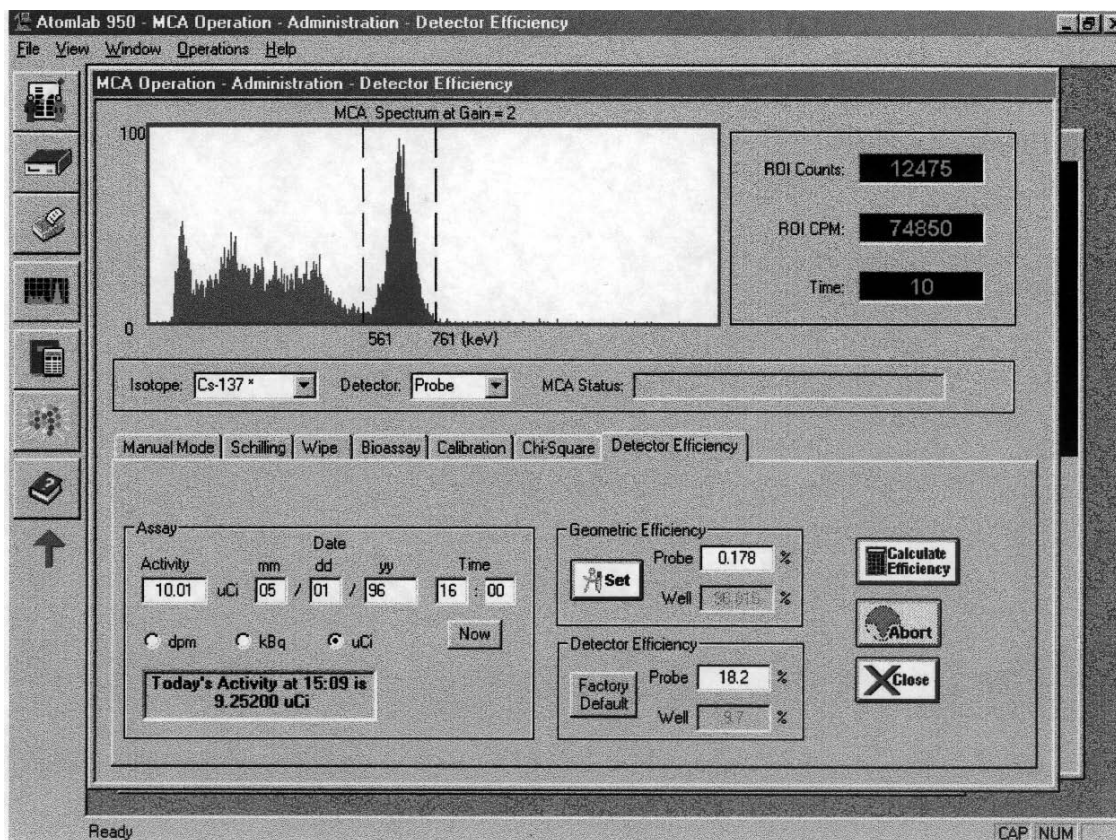 Atomlab 950 - MCA Operation - Administration - Detector Efficiency
File View Window Operations Help
MCA Operation - Administration - Detector Efficiency
MCA Spectrum at Gain = 2
100
0
561 761 (keV)
ROI Counts: 12475
ROI CPM: 74850
Time: 10
Isotope: Cs-137 * Detector: Probe MCA Status:
Manual Mode Schilling Wipe Bioassay Calibration Chi-Square Detector Efficiency
Assay
Date
Activity mm dd yy Time
10.01 uCi 05 / 01 / 96 16 : 00
dpm kBq uCi Now
Today's Activity at 15:09 is
9.25200 uCi
Geometric Efficiency
Set
Probe 0.178 %
Well %
Detector Efficiency
Factory
Default
Probe 18.2 %
Well 9.7 %
Calculate
Efficiency
Abort
Close
Ready CAP NUM